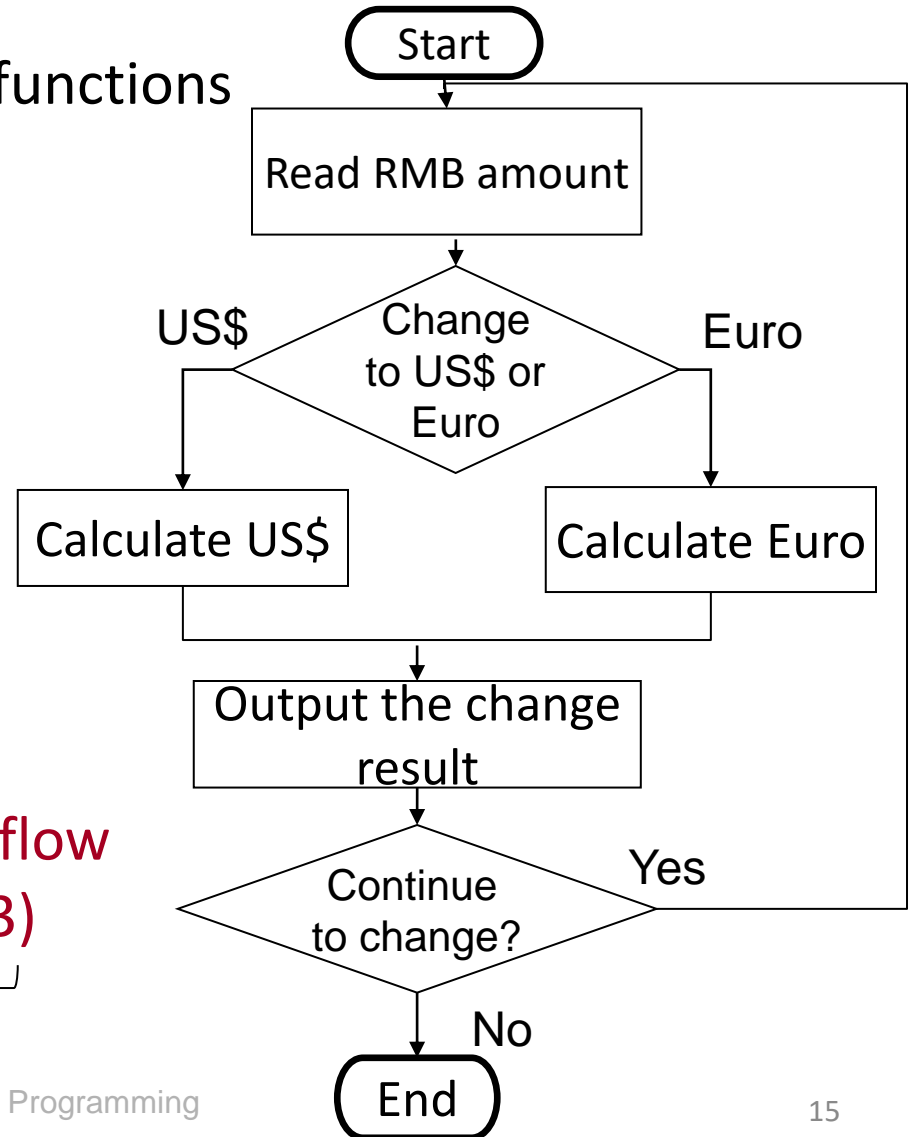 Start
functions
Read RMB amount
US$
Change
to US$ or
Euro
Euro
Calculate US$
Calculate Euro
Output the change
result
flow
Continue
to change?
Yes
No
End
Programming
15